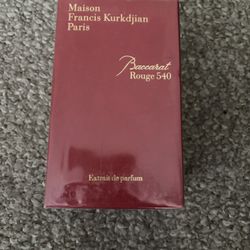 Maison
Francis Kurkdjian
Paris
Baccarat
Rouge 540
Extrait de parfum